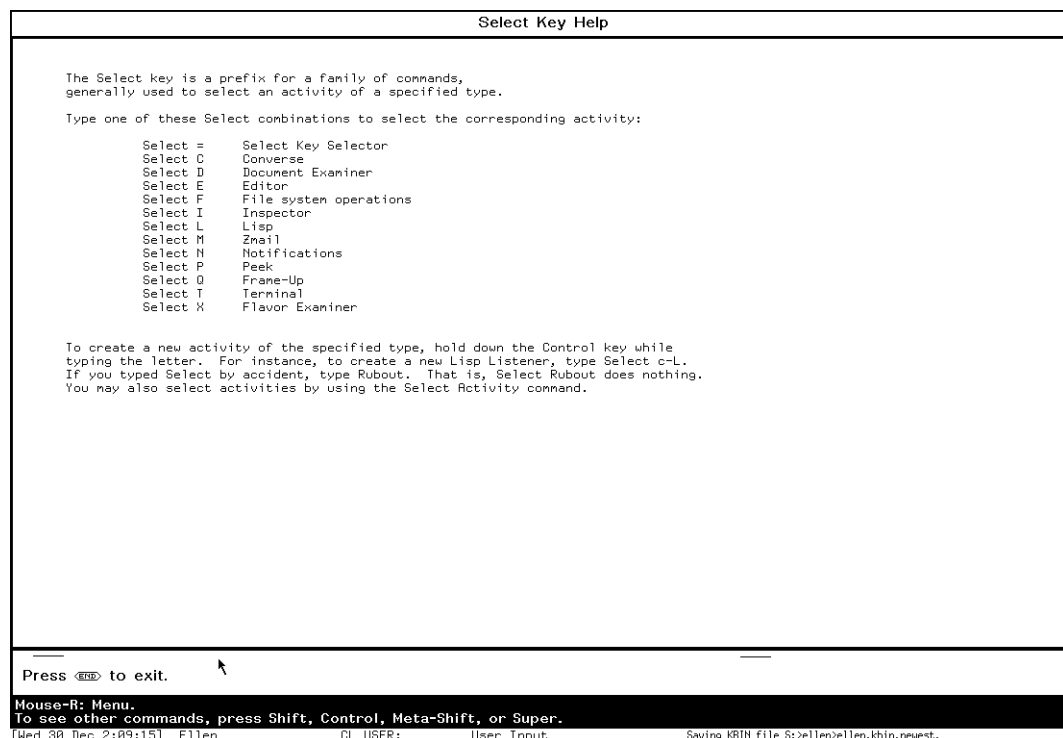 Select Key Help
The Select key is a prefix for a family of commands,
generally used to select an activity of a specified type.
Type one of these Select combinations to select the corresponding activity:
Select = Select Key Selector
Select C Converse
Select D Document Examiner
Select E Editor
Select F File system operations
Select I Inspector
Select L Lisp
Select M Zmail
Select N Notifications
Select P Peek
Select Q Frame-Up
Select T Terminal
Select X Flavor Examiner
To create a new activity of the specified type, hold down the Control key while
typing the letter. For instance, to create a new Lisp Listener, type Select c-L.
If you typed Select by accident, type Rubout. That is, Select Rubout does nothing.
You may also select activities by using the Select Activity command.
Press END to exit.
Mouse-R: Menu.
To see other commands, press Shift, Control, Meta-Shift, or Super.
[Wed 30 Dec 2:09:15] Ellen CL USER: User Input Saving KBIN file S:>ellen>ellen.kbin.newest.